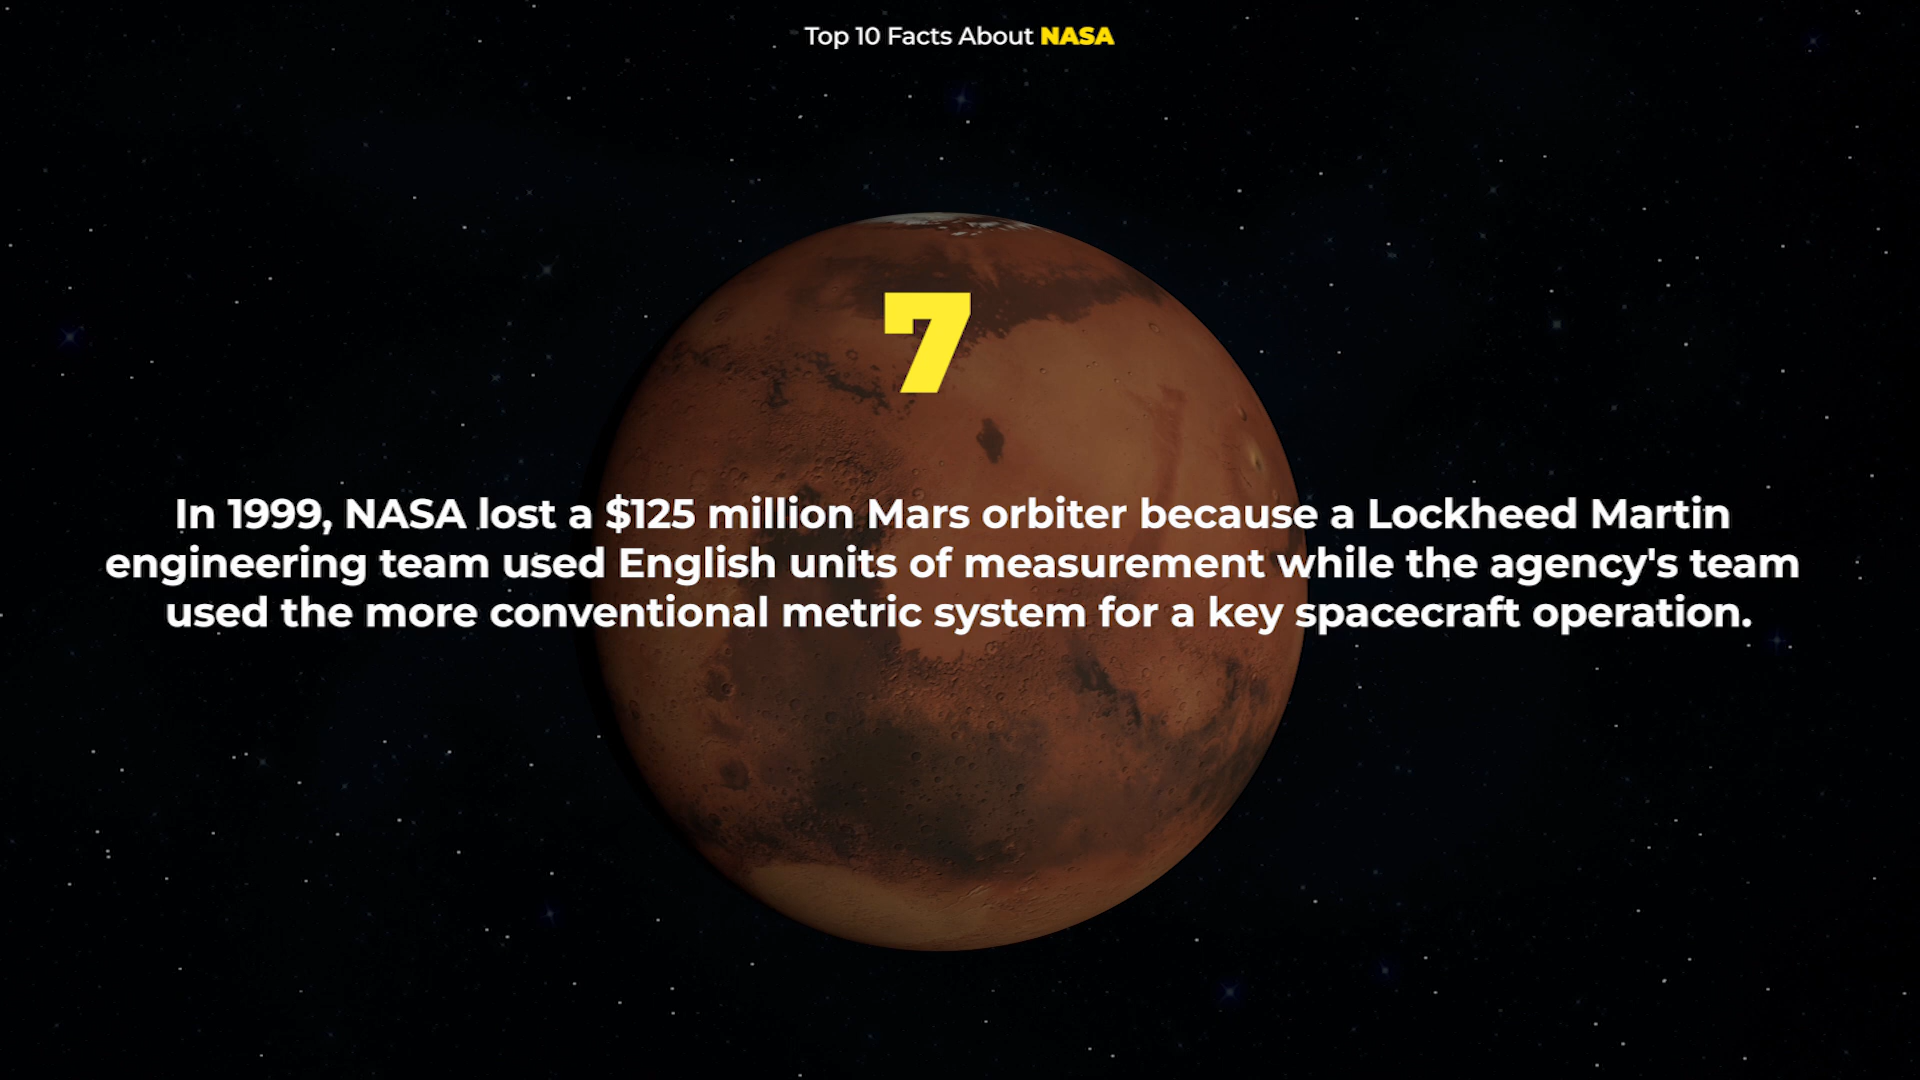 Top 10 Facts About NASA
7
In 1999, NASA lost a $125 million Mars orbiter because a Lockheed Martin
engineering team used English units of measurement while the agency's team
used the more conventional metric system for a key spacecraft operation.